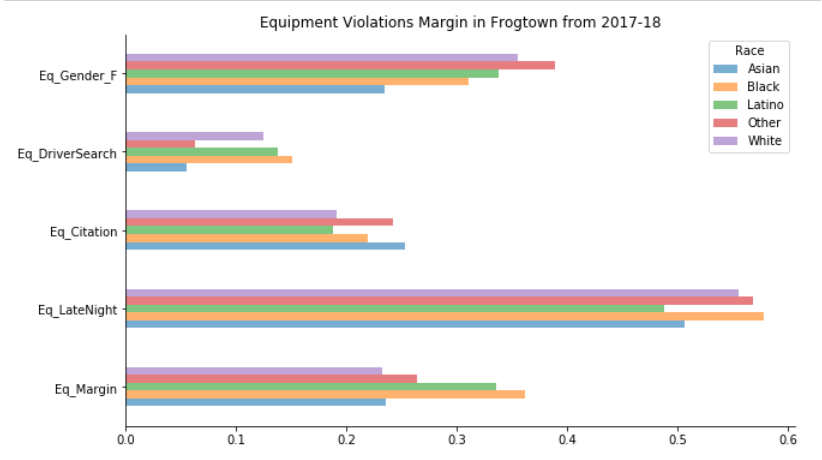 Equipment Violations Margin in Frogtown from 2017-18
Race
Asian
Black
Latino
Other
White
Eq_Gender_F
Eq_DriverSearch
Eq_Citation
Eq_LateNight
Eq_Margin
0.0 0.1 0.2 0.3 0.4 0.5 0.6